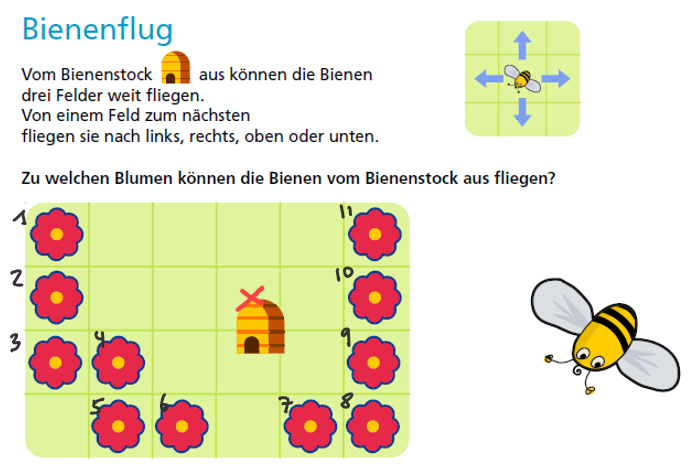 Bienenflug
Vom Bienenstock aus können die Bienen
drei Felder weit fliegen.
Von einem Feld zum nächsten
fliegen sie nach links, rechts, oben oder unten.
Zu welchen Blumen können die Bienen vom Bienenstock aus fliegen?
1 11
2 10
3 4 9
5 6 7 8